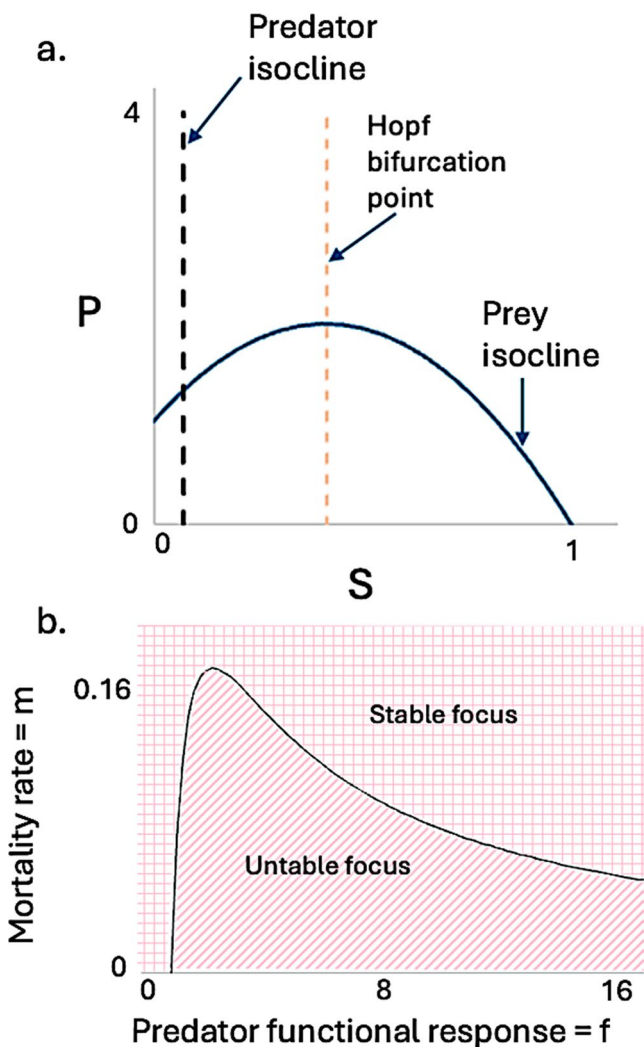 a.
Predator
isocline
4
Hopf
bifurcation
point
P
Prey
isocline
0
0
1
S
b.
0.16
Stable focus
Mortality rate = m
Untable focus
0
0
8
16
Predator functional response = f